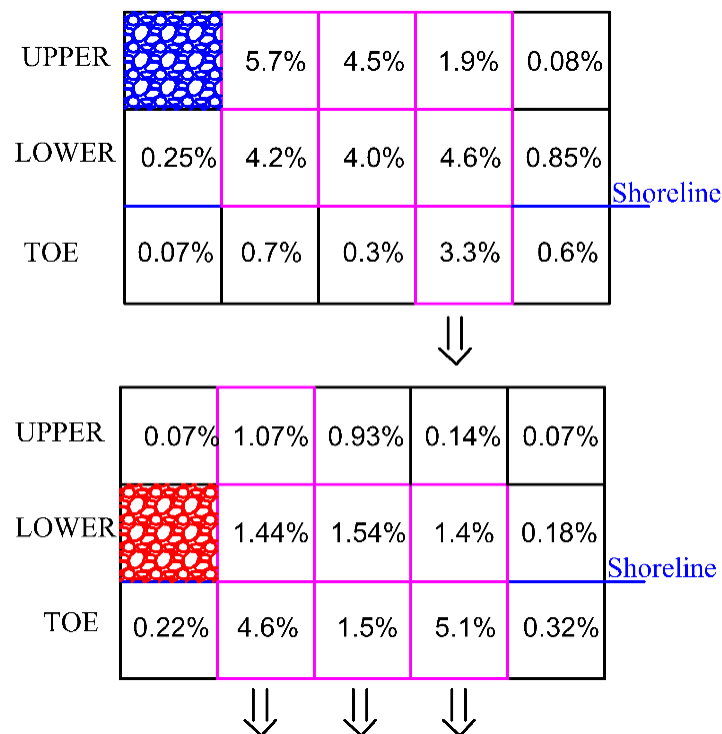 UPPER 5.7% 4.5% 1.9% 0.08%
LOWER 0.25% 4.2% 4.0% 4.6% 0.85%
Shoreline
TOE 0.07% 0.7% 0.3% 3.3% 0.6%
UPPER 0.07% 1.07% 0.93% 0.14% 0.07%
LOWER 1.44% 1.54% 1.4% 0.18%
Shoreline
TOE 0.22% 4.6% 1.5% 5.1% 0.32%